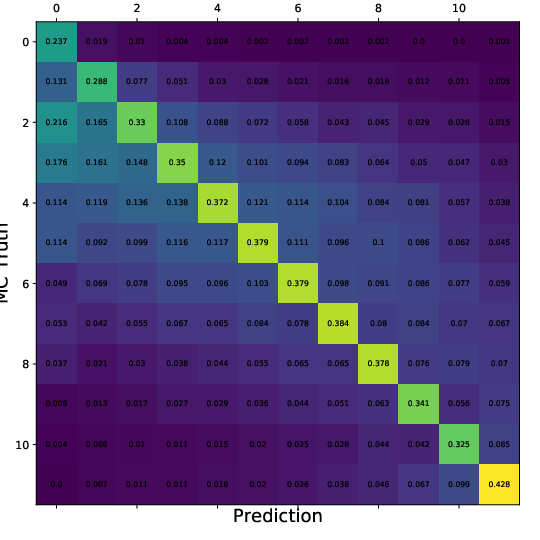 0 2 4 6 8 10
0 0.237 0.019 0.01 0.004 0.004 0.002 0.002 0.002 0.002 0.0 0.0 0.001
0.131 0.288 0.077 0.051 0.03 0.028 0.021 0.016 0.016 0.012 0.011 0.005
2 0.216 0.165 0.33 0.108 0.088 0.072 0.058 0.043 0.045 0.029 0.028 0.015
0.176 0.161 0.148 0.35 0.12 0.101 0.094 0.083 0.064 0.05 0.047 0.03
4 0.114 0.119 0.136 0.138 0.372 0.121 0.114 0.104 0.084 0.081 0.057 0.038
0.114 0.092 0.099 0.116 0.117 0.379 0.111 0.096 0.1 0.086 0.062 0.045
6 0.049 0.069 0.078 0.095 0.096 0.103 0.379 0.098 0.091 0.086 0.077 0.059
0.053 0.042 0.055 0.067 0.065 0.084 0.078 0.384 0.08 0.084 0.07 0.067
8 0.037 0.021 0.03 0.038 0.044 0.055 0.065 0.065 0.378 0.076 0.079 0.07
0.008 0.013 0.017 0.027 0.029 0.036 0.044 0.051 0.063 0.341 0.056 0.075
10 0.004 0.008 0.01 0.011 0.015 0.02 0.025 0.028 0.044 0.042 0.325 0.085
0.0 0.007 0.011 0.011 0.016 0.02 0.026 0.038 0.046 0.067 0.099 0.428
MC Truth
Prediction